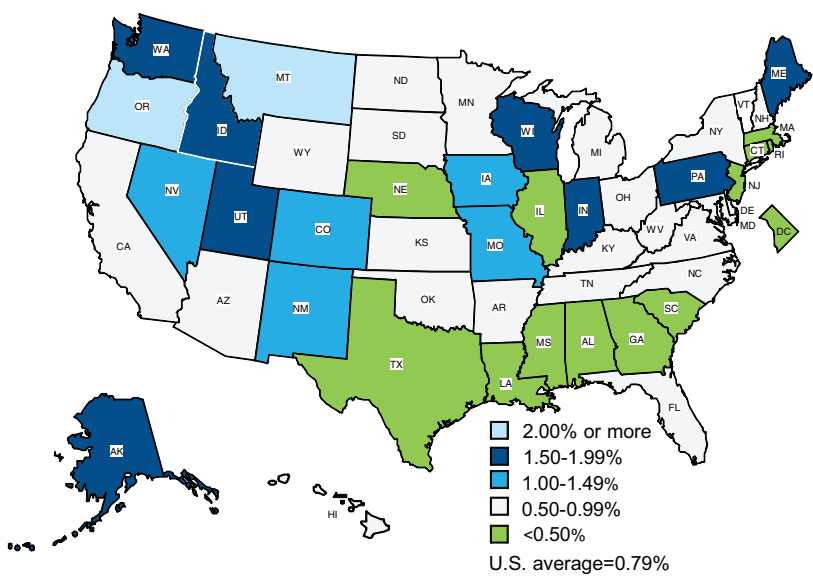 WA
MT
ND
MN
ME
OR
ID
SD
WI
VT
NH
WY
MI
NY
MA
CT
RI
NV
NE
IA
PA
NJ
UT
CO
IL
IN
OH
DE
MD
DC
CA
KS
MO
KY
WV
VA
AZ
NM
OK
AR
TN
NC
TX
LA
MS
AL
GA
SC
FL
AK
HI
2.00% or more
1.50-1.99%
1.00-1.49%
0.50-0.99%
<0.50%
U.S. average=0.79%